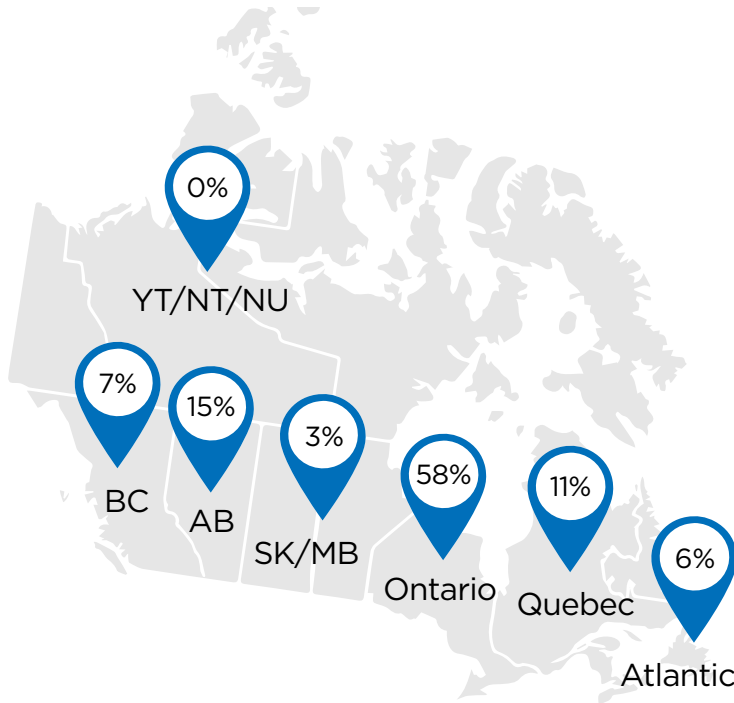 0%
YT/NT/NU
7%
BC
15%
AB
3%
SK/MB
58%
Ontario
11%
Quebec
6%
Atlantic